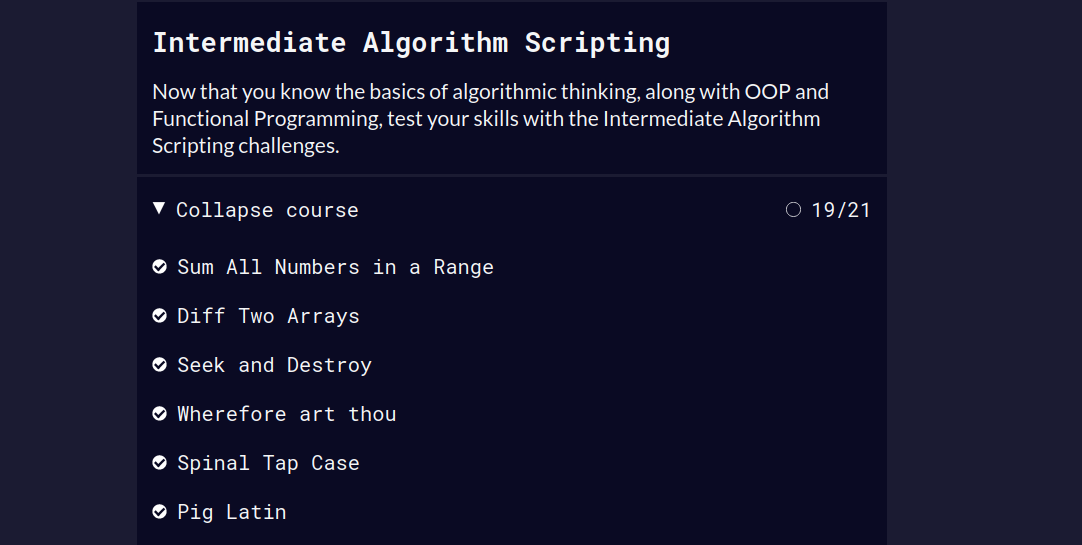 Intermediate Algorithm Scripting
Now that you know the basics of algorithmic thinking, along with OOP and
Functional Programming, test your skills with the Intermediate Algorithm
Scripting challenges.
Collapse course 19/21
Sum All Numbers in a Range
Diff Two Arrays
Seek and Destroy
Wherefore art thou
Spinal Tap Case
Pig Latin